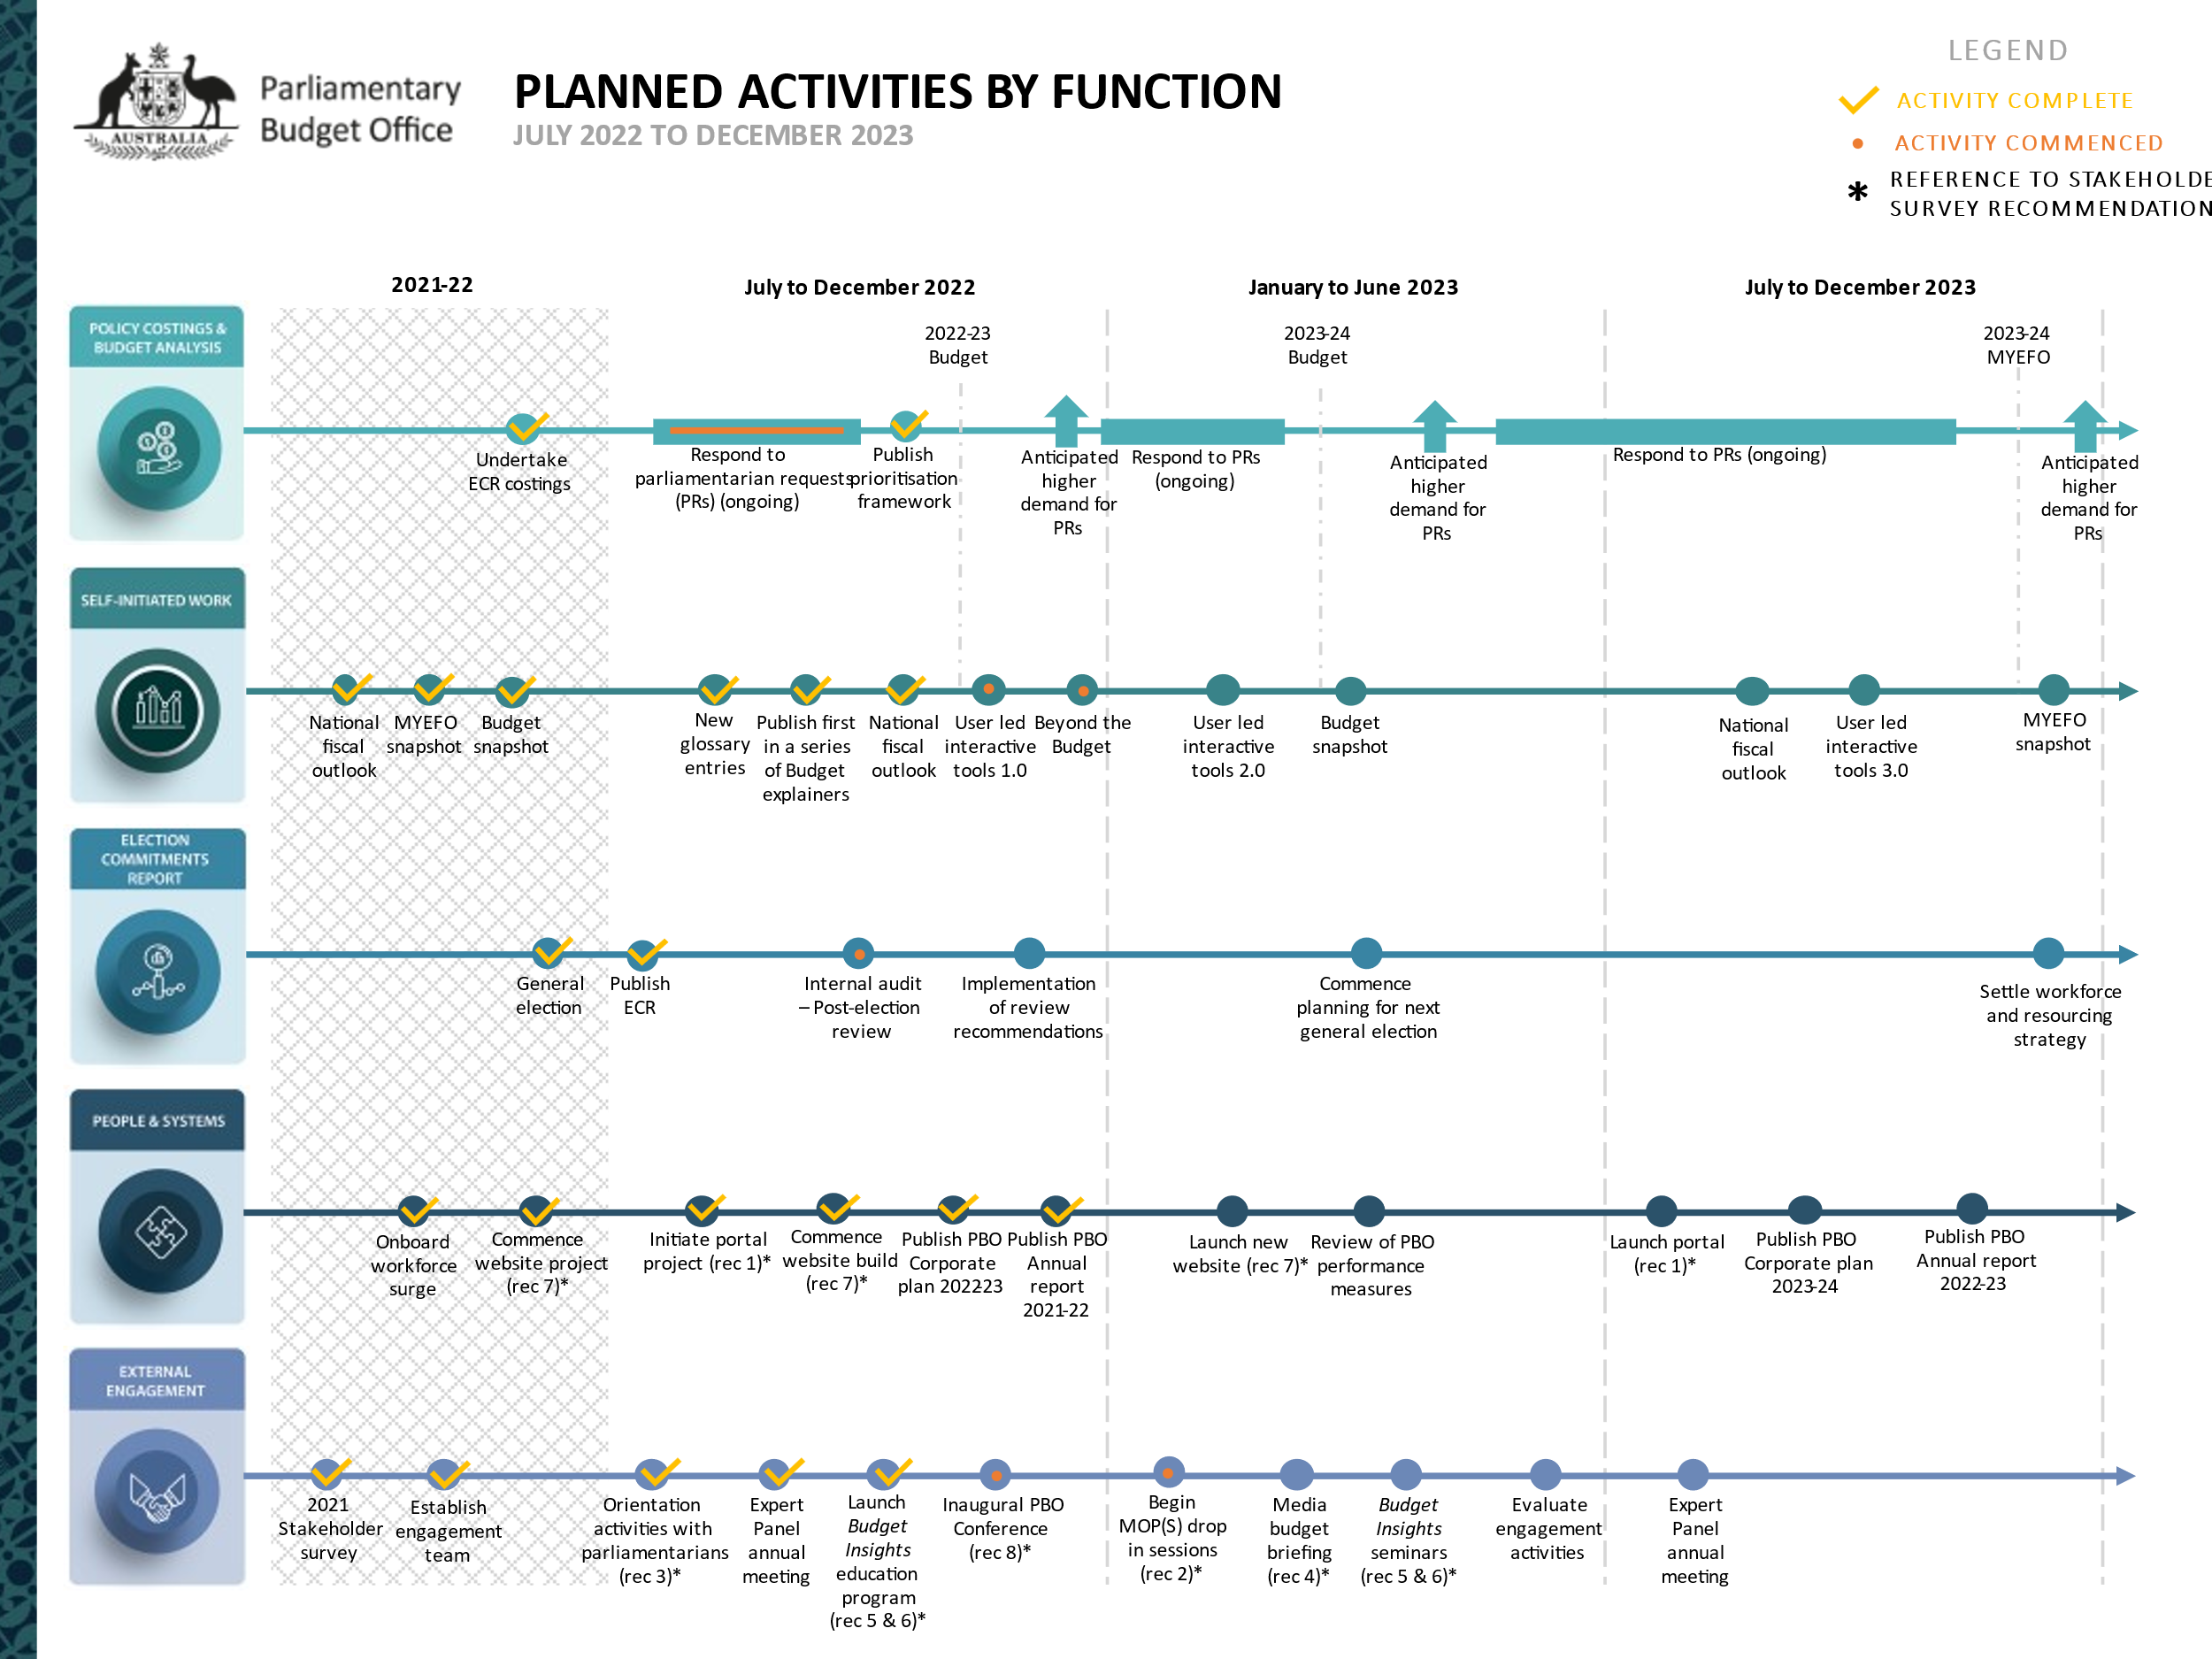 AUSTRALIA
Parliamentary
Budget Office
PLANNED ACTIVITIES BY FUNCTION
JULY 2022 TO DECEMBER 2023
LEGEND
ACTIVITY COMPLETE
ACTIVITY COMMENCED
* REFERENCE TO STAKEHOLDE
SURVEY RECOMMENDATION
2021-22
July to December 2022
January to June 2023
July to December 2023
2022-23
Budget
2023-24
Budget
2023-24
MYEFO
POLICY COSTINGS &
BUDGET ANALYSIS
Undertake
ECR costings
Respond to
parliamentarian requests
(PRs) (ongoing)
Publish
prioritisation
framework
Anticipated
higher
demand for
PRs
Respond to PRs
(ongoing)
Anticipated
higher
demand for
PRs
Respond to PRs (ongoing)
Anticipated
higher
demand for
PRs
SELF-INITIATED WORK
National
fiscal
outlook
MYEFO
snapshot
Budget
snapshot
New
glossary
entries
Publish first
in a series
of Budget
explainers
National
fiscal
outlook
User led
interactive
tools 1.0
Beyond the
Budget
User led
interactive
tools 2.0
Budget
snapshot
National
fiscal
outlook
User led
interactive
tools 3.0
MYEFO
snapshot
ELECTION
COMMITMENTS
REPORT
General
election
Publish
ECR
Internal audit
– Post-election
review
Implementation
of review
recommendations
Commence
planning for next
general election
Settle workforce
and resourcing
strategy
PEOPLE & SYSTEMS
Onboard
workforce
surge
Commence
website project
(rec 7)*
Initiate portal
project (rec 1)*
Commence
website build
(rec 7)*
Publish PBO
Corporate
plan 202223
Publish PBO
Annual
report
2021-22
Launch new
website (rec 7)*
Review of PBO
performance
measures
Launch portal
(rec 1)*
Publish PBO
Corporate plan
2023-24
Publish PBO
Annual report
2022-23
EXTERNAL
ENGAGEMENT
2021
Stakeholder
survey
Establish
engagement
team
Orientation
activities with
parliamentarians
(rec 3)*
Expert
Panel
annual
meeting
Launch
Budget
Insights
education
program
(rec 5 & 6)*
Inaugural PBO
Conference
(rec 8)*
Begin
MOP(S) drop
in sessions
(rec 2)*
Media
budget
briefing
(rec 4)*
Budget
Insights
seminars
(rec 5 & 6)*
Evaluate
engagement
activities
Expert
Panel
annual
meeting